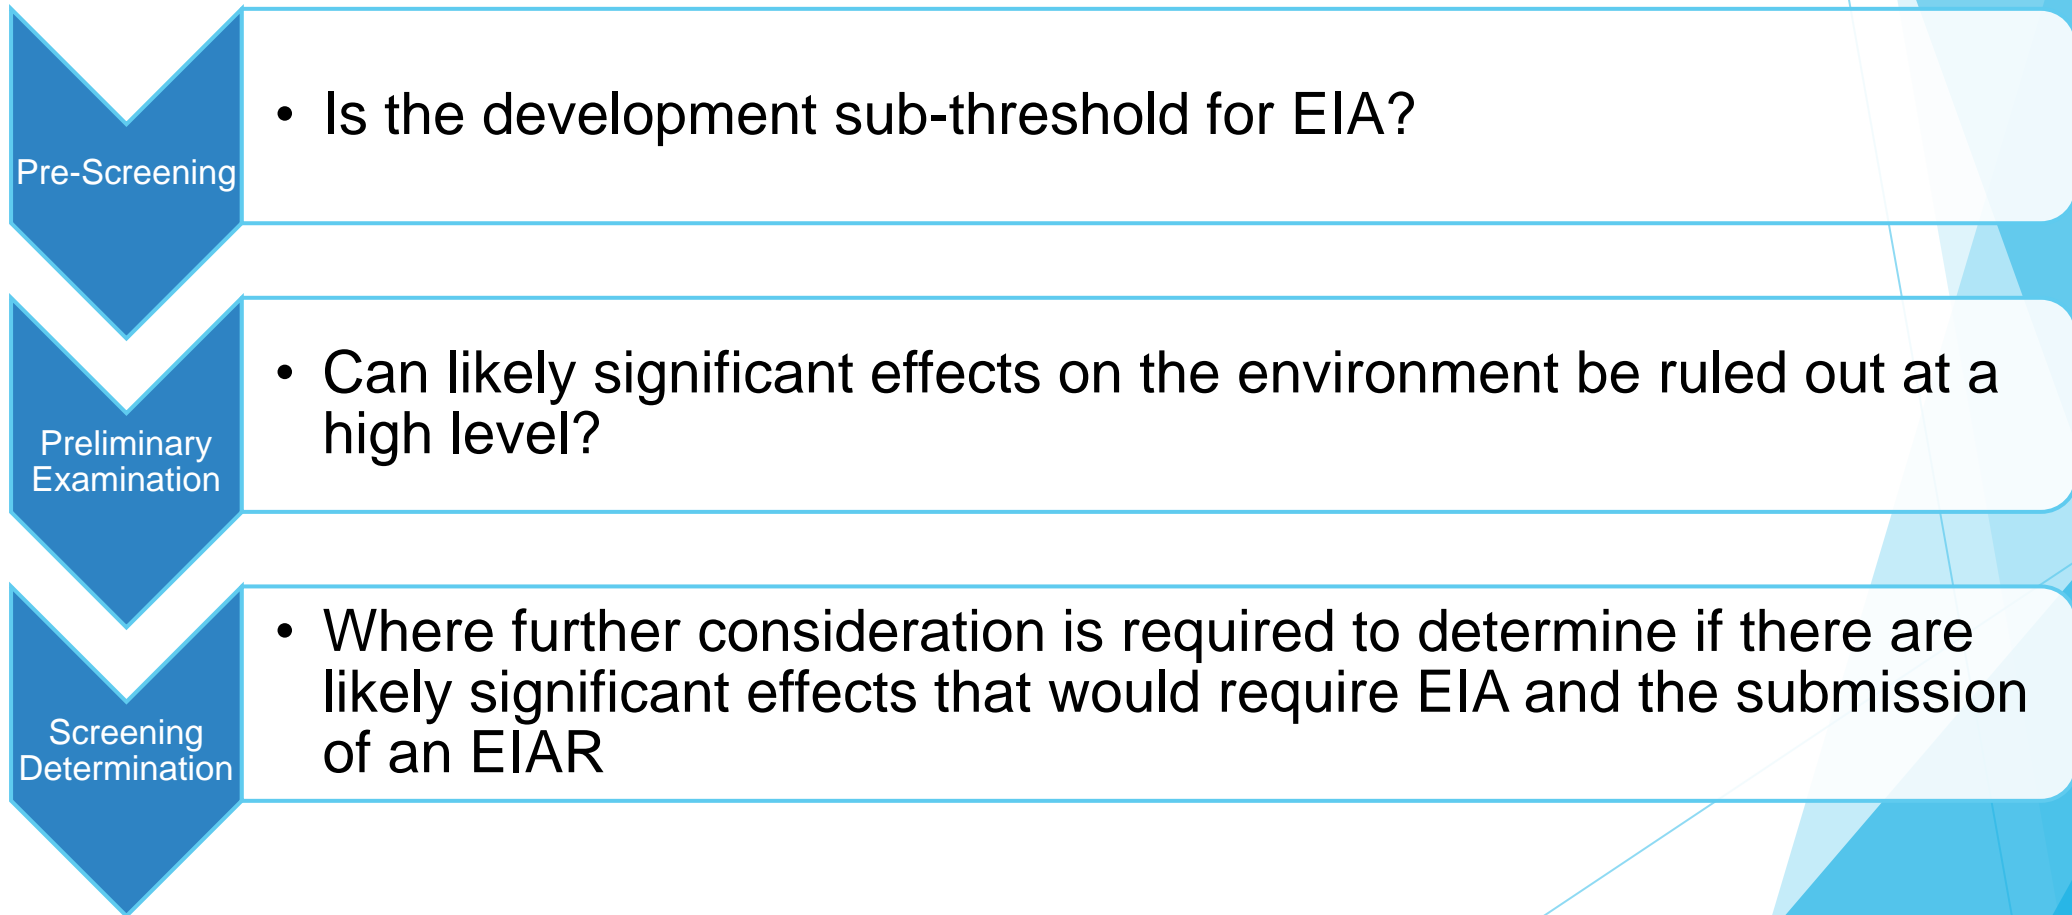 Pre-Screening
• Is the development sub-threshold for EIA?
Preliminary
Examination
• Can likely significant effects on the environment be ruled out at a
high level?
Screening
Determination
• Where further consideration is required to determine if there are
likely significant effects that would require EIA and the submission
of an EIAR